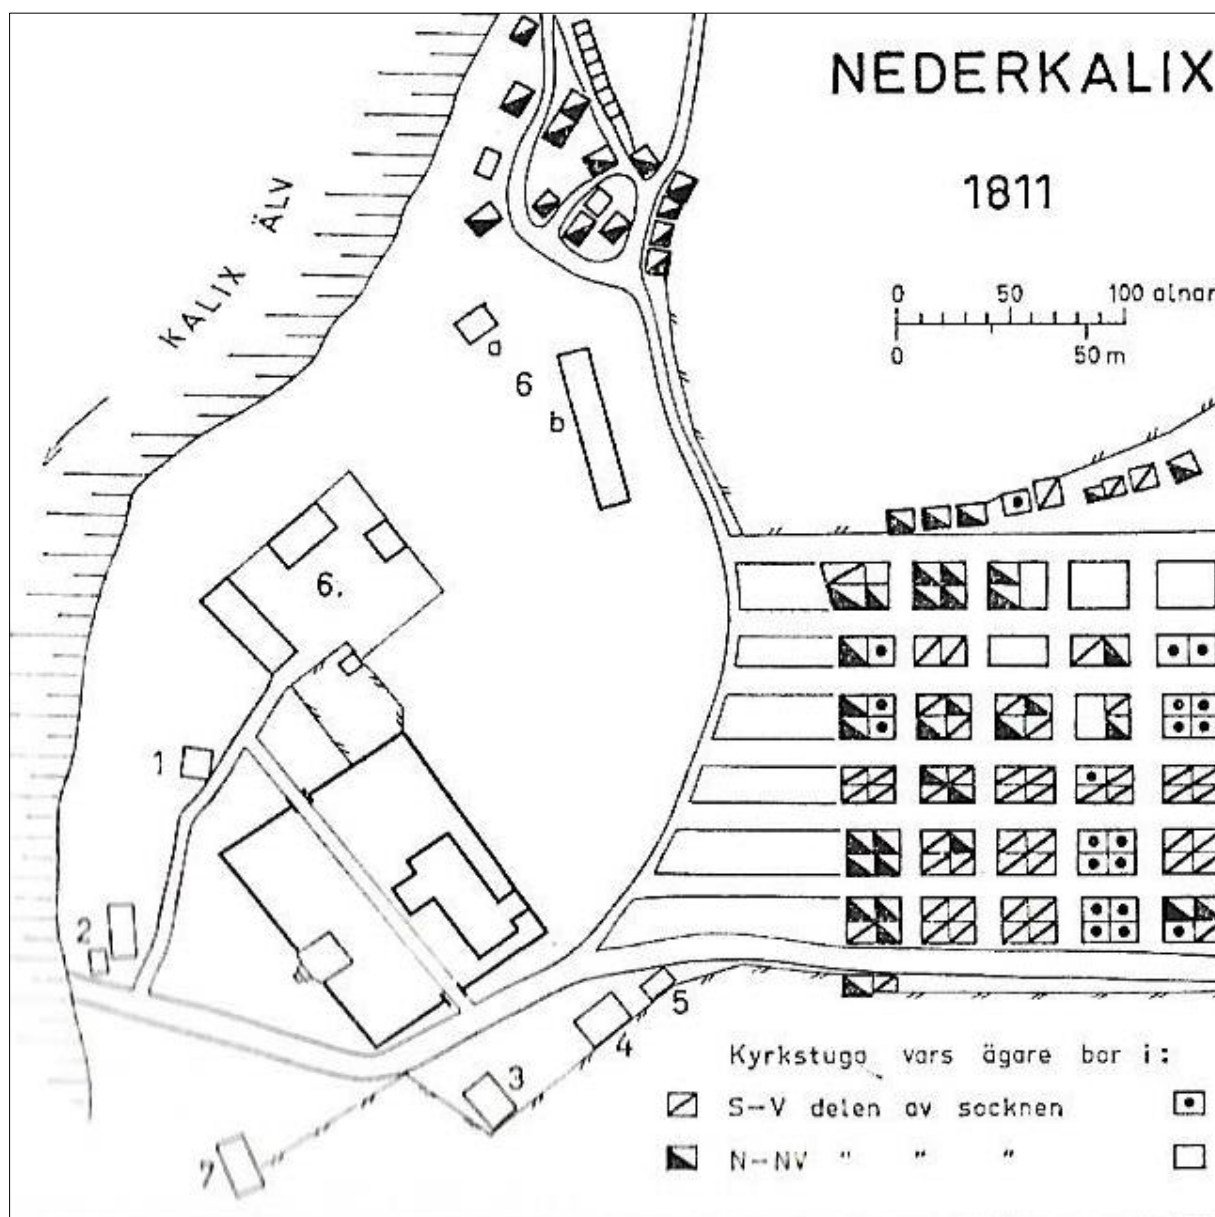 NEDERKALIX
1811
0 50 100 alnar
0 50 m
KALIX ÄLV
a
6
b
6.
1
2
5
4
3
7
Kyrkstuga vars ägare bor i:
S-V delen av socknen
N-NV " " "